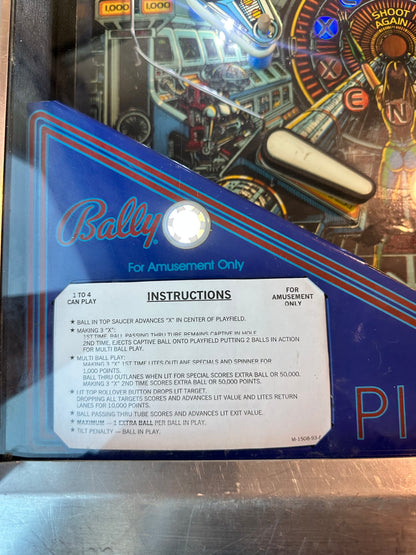 1,000 1,000
SHOOT
AGAIN
X
X
X E N
Bally
For Amusement Only
1 TO 4
CAN PLAY
INSTRUCTIONS
FOR
AMUSEMENT
ONLY
★ BALL IN TOP SAUCER ADVANCES "X" IN CENTER OF PLAYFIELD.
★ MAKING 3 "X":
1ST TIME, BALL PASSING THRU TUBE REMAINS CAPTIVE IN HOLE.
2ND TIME, EJECTS CAPTIVE BALL ONTO PLAYFIELD PUTTING 2 BALLS IN ACTION
FOR MULTI BALL PLAY.
★ MULTI BALL PLAY:
MAKING 3 "X" 1ST TIME LITES OUTLANE SPECIALS AND SPINNER FOR
1,000 POINTS.
BALL THRU OUTLANES WHEN LIT FOR SPECIAL SCORES EXTRA BALL OR 50,000.
MAKING 3 "X" 2ND TIME SCORES EXTRA BALL OR 50,000 POINTS.
★ LIT TOP ROLLOVER BUTTON DROPS LIT TARGET.
DROPPING ALL TARGETS SCORES AND ADVANCES LIT VALUE AND LITES RETURN
LANES FOR 10,000 POINTS.
★ BALL PASSING THRU TUBE SCORES AND ADVANCES LIT EXIT VALUE.
★ MAXIMUM — 1 EXTRA BALL PER BALL IN PLAY.
★ TILT PENALTY — BALL IN PLAY.
M-1508-93-F
PI